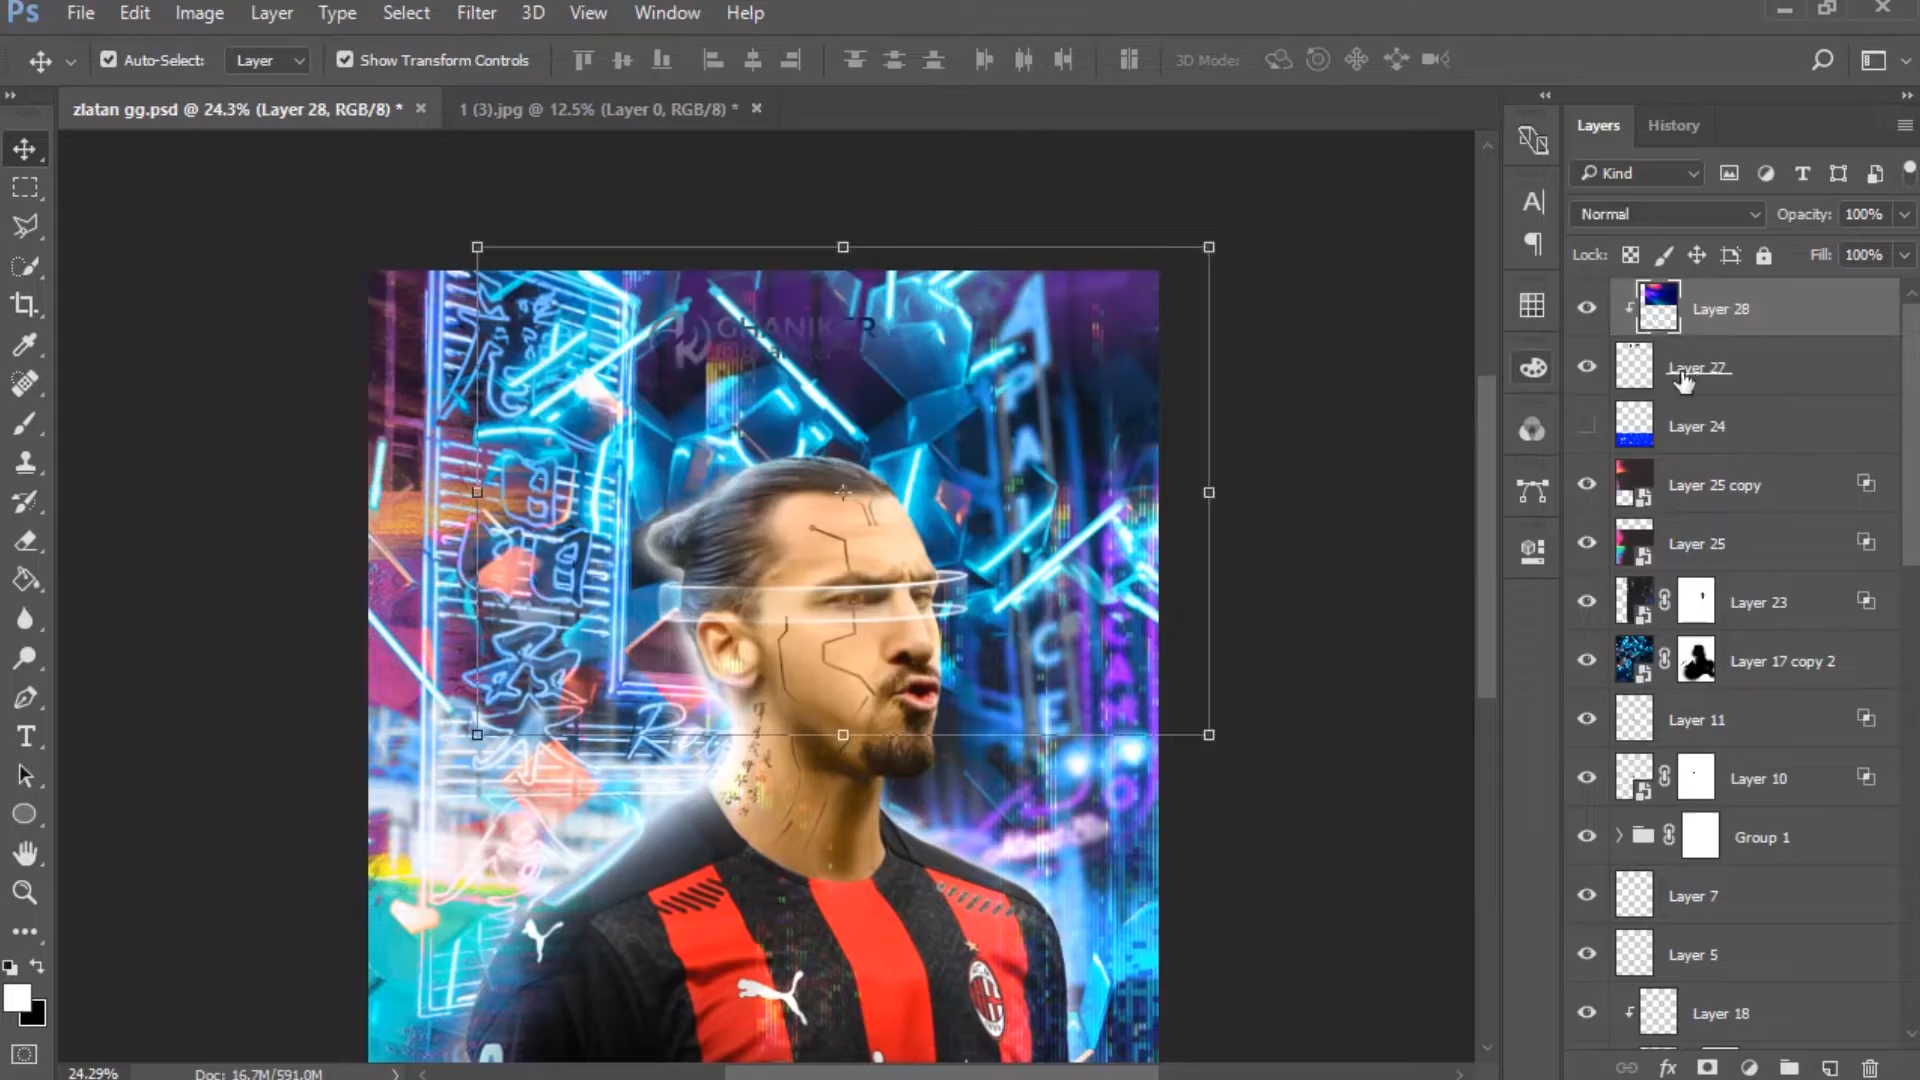 Ps File Edit Image Layer Type Select Filter 3D View Window Help
Auto-Select: Layer Show Transform Controls 3D Mode:
zlatan gg.psd @ 24.3% (Layer 28, RGB/8) * × 1 (3).jpg @ 12.5% (Layer 0, RGB/8) * ×
Layers History
Kind
Normal Opacity: 100%
Lock: Fill: 100%
Layer 28
Layer 27
Layer 24
Layer 25 copy
Layer 25
Layer 23
Layer 17 copy 2
Layer 11
Layer 10
Group 1
Layer 7
Layer 5
Layer 18
PALACE
24.29% Doc: 16.7M/591.0M